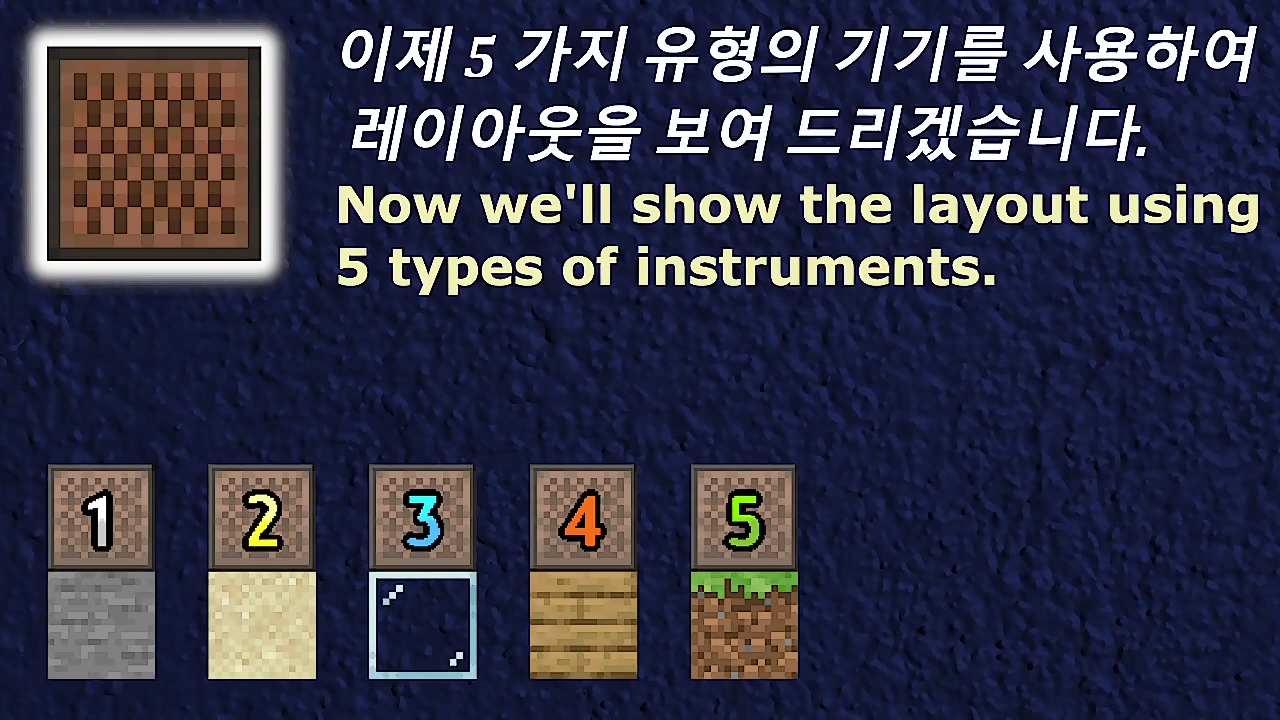 이제 5 가지 유형의 기기를 사용하여
레이아웃을 보여 드리겠습니다.
Now we'll show the layout using
5 types of instruments.
1 2 3 4 5